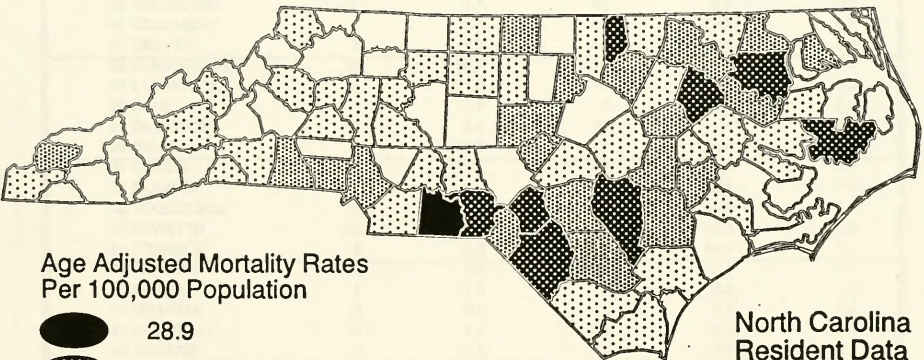 Age Adjusted Mortality Rates
Per 100,000 Population
28.9
North Carolina
Resident Data